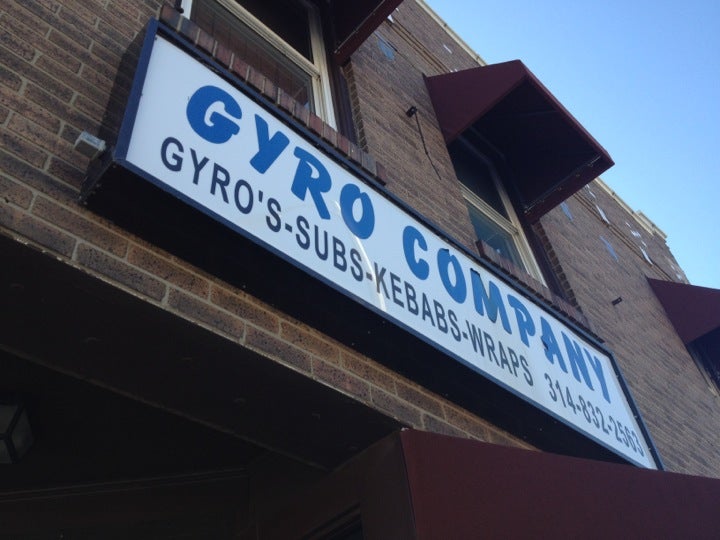 GYRO COMPANY
GYRO'S-SUBS-KEBABS-WRAPS 314-832-2563